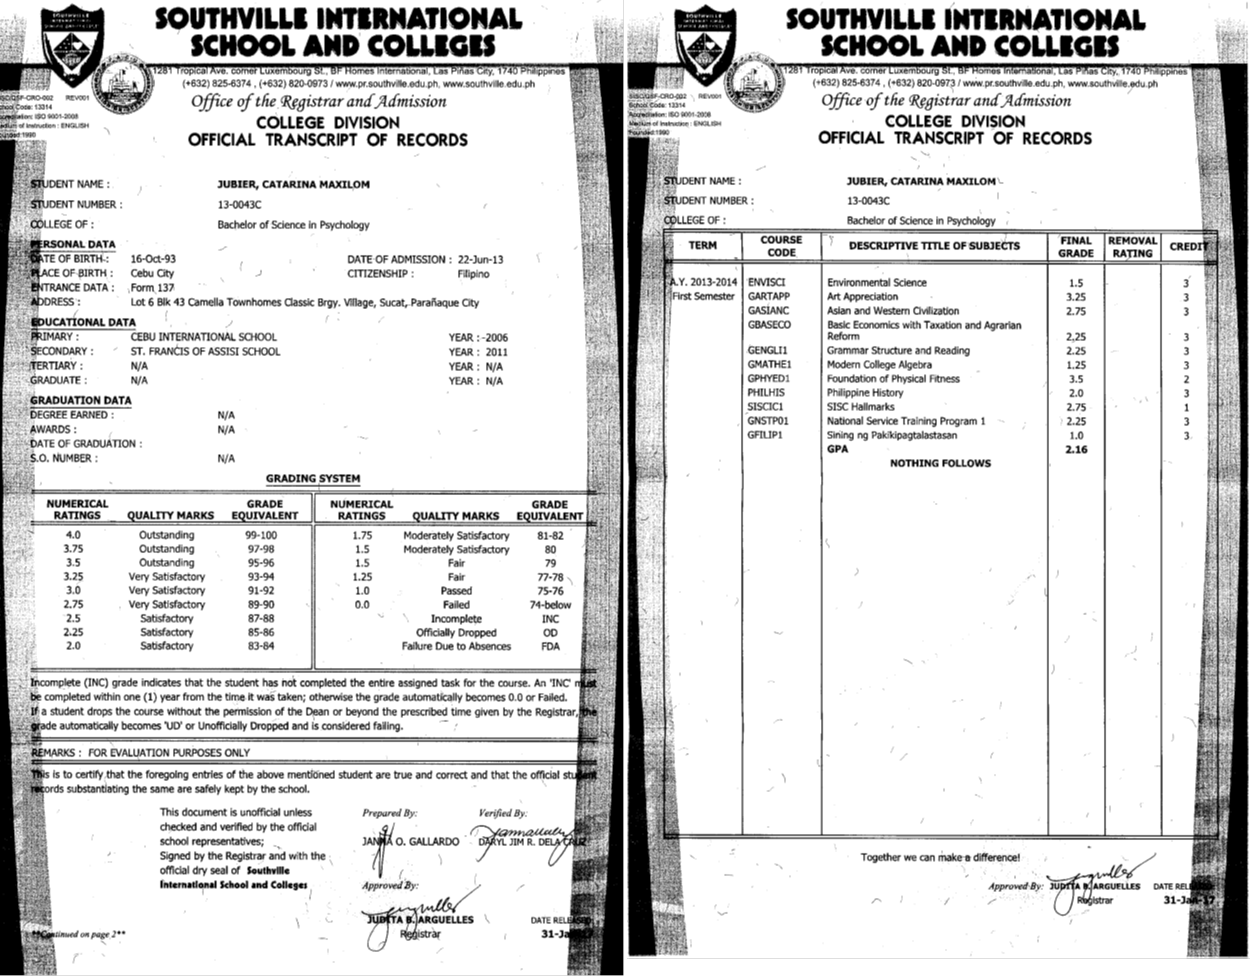 SOUTHVILLE INTERNATIONAL
SCHOOL AND COLLEGES
1281 Tropical Ave. corner Luxembourg St., BF Homes International, Las Piñas City, 1740 Philippines
(+632) 825-6374 , (+632) 820-0973 / www.pr.southville.edu.ph, www.southville.edu.ph
REV001
Code: 13314
ISO 9001-2008
of Instruction : ENGLISH
1990
Office of the Registrar and Admission
COLLEGE DIVISION
OFFICIAL TRANSCRIPT OF RECORDS
STUDENT NAME : JUBIER, CATARINA MAXILOM
STUDENT NUMBER : 13-0043C
COLLEGE OF : Bachelor of Science in Psychology
PERSONAL DATA
DATE OF BIRTH : 16-Oct-93 DATE OF ADMISSION : 22-Jun-13
PLACE OF BIRTH : Cebu City CITIZENSHIP : Filipino
ENTRANCE DATA : Form 137
ADDRESS : Lot 6 Blk 43 Camella Townhomes Classic Brgy. Village, Sucat, Parañaque City
EDUCATIONAL DATA
PRIMARY : CEBU INTERNATIONAL SCHOOL YEAR : 2006
SECONDARY : ST. FRANCIS OF ASSISI SCHOOL YEAR : 2011
TERTIARY : N/A YEAR : N/A
GRADUATE : N/A YEAR : N/A
GRADUATION DATA
DEGREE EARNED : N/A
AWARDS : N/A
DATE OF GRADUATION :
S.O. NUMBER : N/A
GRADING SYSTEM
NUMERICAL RATINGS QUALITY MARKS GRADE EQUIVALENT NUMERICAL RATINGS QUALITY MARKS GRADE EQUIVALENT
4.0 Outstanding 99-100 1.75 Moderately Satisfactory 81-82
3.75 Outstanding 97-98 1.5 Moderately Satisfactory 80
3.5 Outstanding 95-96 1.5 Fair 79
3.25 Very Satisfactory 93-94 1.25 Fair 77-78
3.0 Very Satisfactory 91-92 1.0 Passed 75-76
2.75 Very Satisfactory 89-90 0.0 Failed 74-below
2.5 Satisfactory 87-88 Incomplete INC
2.25 Satisfactory 85-86 Officially Dropped OD
2.0 Satisfactory 83-84 Failure Due to Absences FDA
Incomplete (INC) grade indicates that the student has not completed the entire assigned task for the course. An 'INC' must
be completed within one (1) year from the time it was taken; otherwise the grade automatically becomes 0.0 or Failed.
If a student drops the course without the permission of the Dean or beyond the prescribed time given by the Registrar, the
grade automatically becomes 'UD' or Unofficially Dropped and is considered failing.
REMARKS : FOR EVALUATION PURPOSES ONLY
This is to certify that the foregoing entries of the above mentioned student are true and correct and that the official student
records substantiating the same are safely kept by the school.
This document is unofficial unless
checked and verified by the official
school representatives;
Signed by the Registrar and with the
official dry seal of Southville
International School and Colleges
Prepared By: Verified By:
JANNA O. GALLARDO DARYL JIM R. DELA CRUZ
Approved By:
JUDITA B. ARGUELLES DATE RELEASED
Registrar 31-Jan-17
**Continued on page 2**
SOUTHVILLE INTERNATIONAL
SCHOOL AND COLLEGES
1281 Tropical Ave. corner Luxembourg St., BF Homes International, Las Piñas City, 1740 Philippines
(+632) 825-6374 , (+632) 820-0973 / www.pr.southville.edu.ph, www.southville.edu.ph
REV001
School Code: 13314
Accreditation: ISO 9001-2008
Medium of Instruction : ENGLISH
Founded:1990
Office of the Registrar and Admission
COLLEGE DIVISION
OFFICIAL TRANSCRIPT OF RECORDS
STUDENT NAME : JUBIER, CATARINA MAXILOM
STUDENT NUMBER : 13-0043C
COLLEGE OF : Bachelor of Science in Psychology
TERM COURSE CODE DESCRIPTIVE TITLE OF SUBJECTS FINAL GRADE REMOVAL RATING CREDIT
A.Y. 2013-2014 ENVISCI Environmental Science 1.5 3
First Semester GARTAPP Art Appreciation 3.25 3
GASIANC Asian and Western Civilization 2.75 3
GBASECO Basic Economics with Taxation and Agrarian
Reform 2,25 3
GENGLI1 Grammar Structure and Reading 2.25 3
GMATHE1 Modern College Algebra 1.25 3
GPHYED1 Foundation of Physical Fitness 3.5 2
PHILHIS Philippine History 2.0 3
SISCIC1 SISC Hallmarks 2.75 1
GNSTP01 National Service Training Program 1 2.25 3
GFILIP1 Sining ng Pakikipagtalastasan 1.0 3
GPA 2.16
NOTHING FOLLOWS
Together we can make a difference!
Approved By: JUDITA B. ARGUELLES DATE RELEASED
Registrar 31-Jan-17